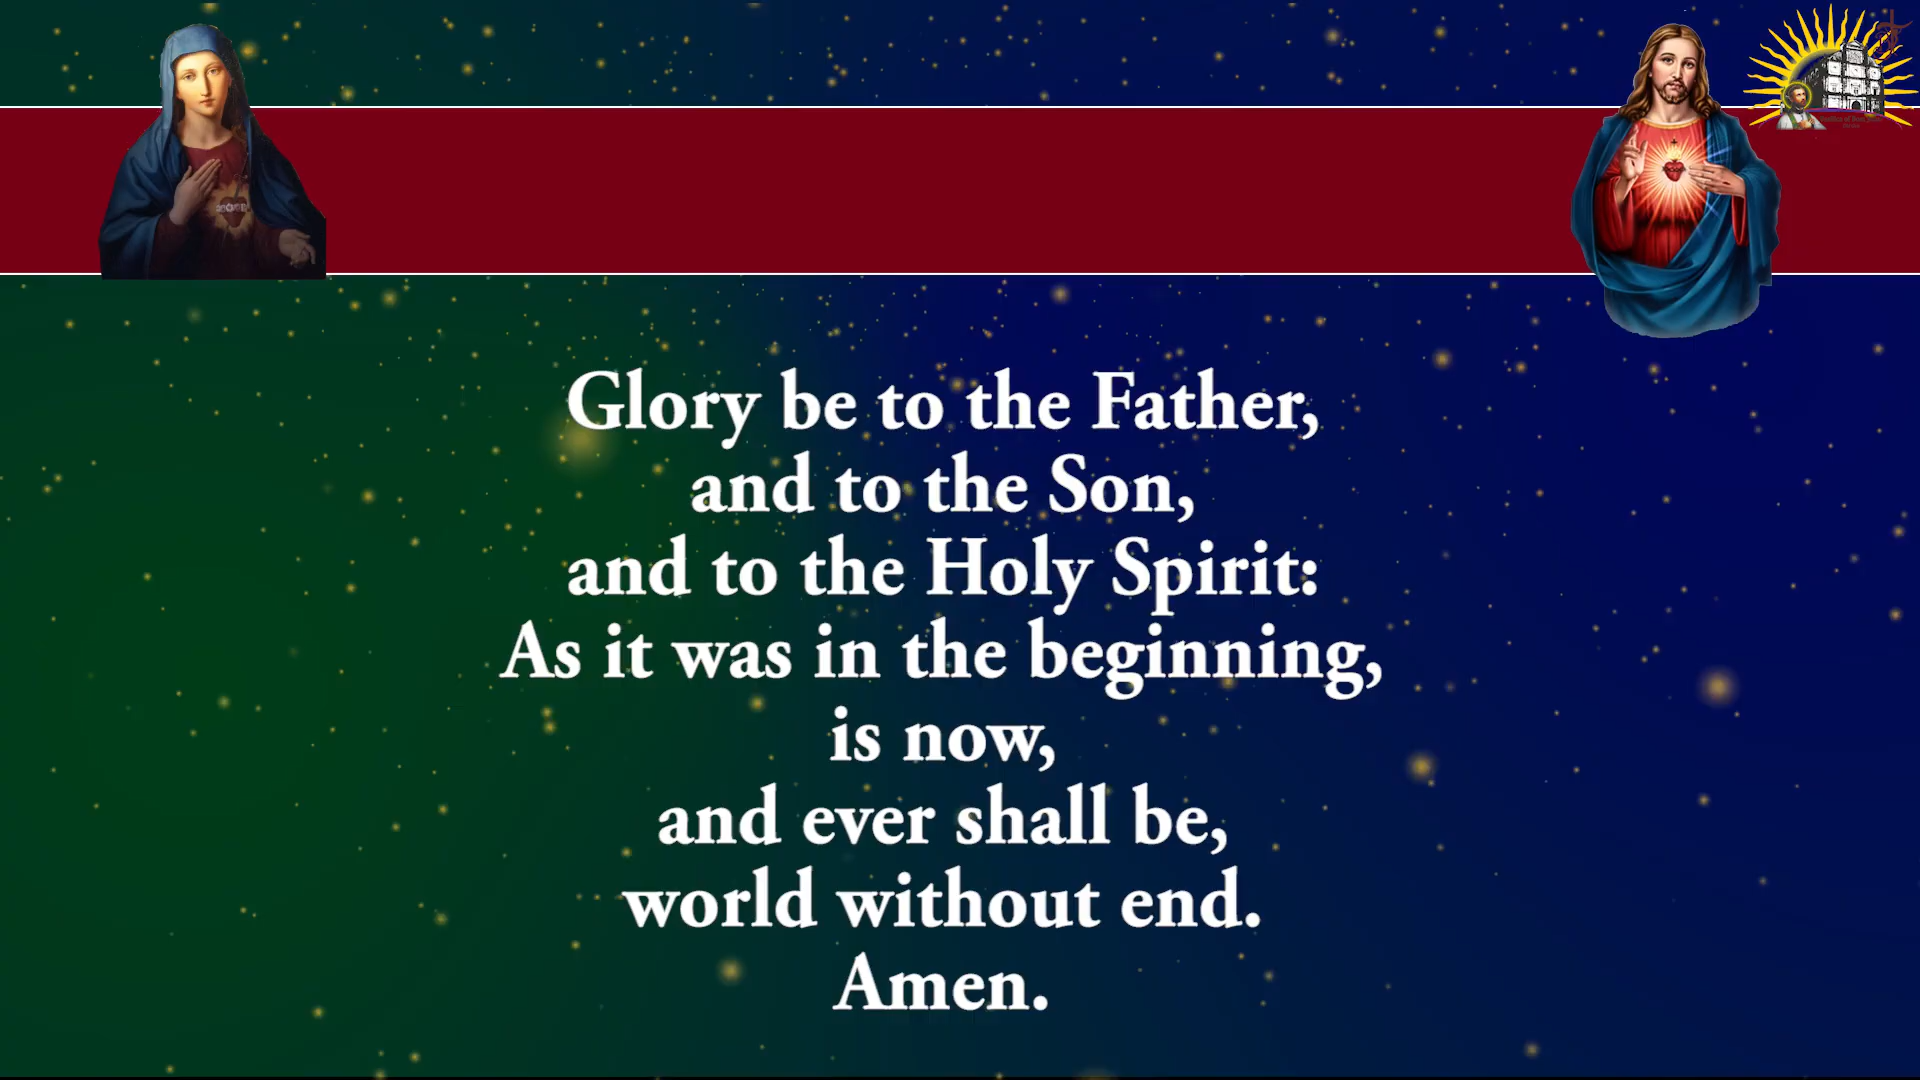 Glory be to the Father,
and to the Son,
and to the Holy Spirit:
As it was in the beginning,
is now,
and ever shall be,
world without end.
Amen.